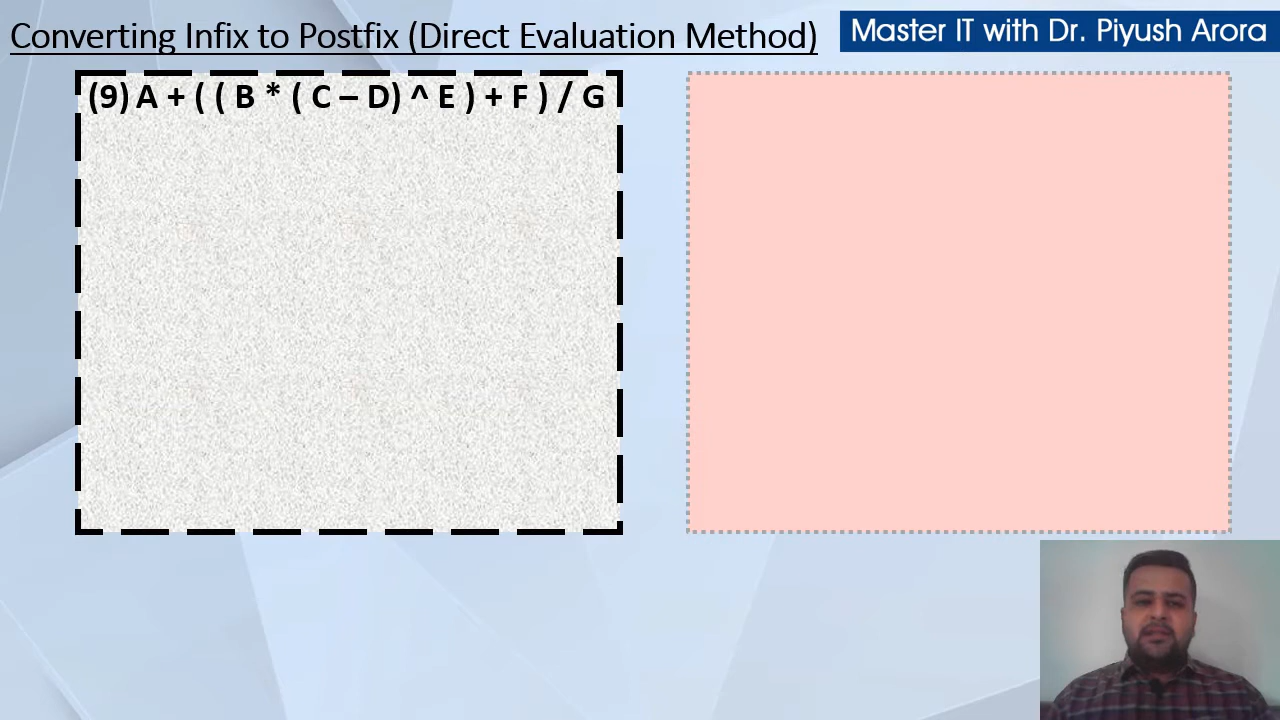 Converting Infix to Postfix (Direct Evaluation Method)
Master IT with Dr. Piyush Arora
(9) A + ( ( B * ( C – D) ^ E ) + F ) / G